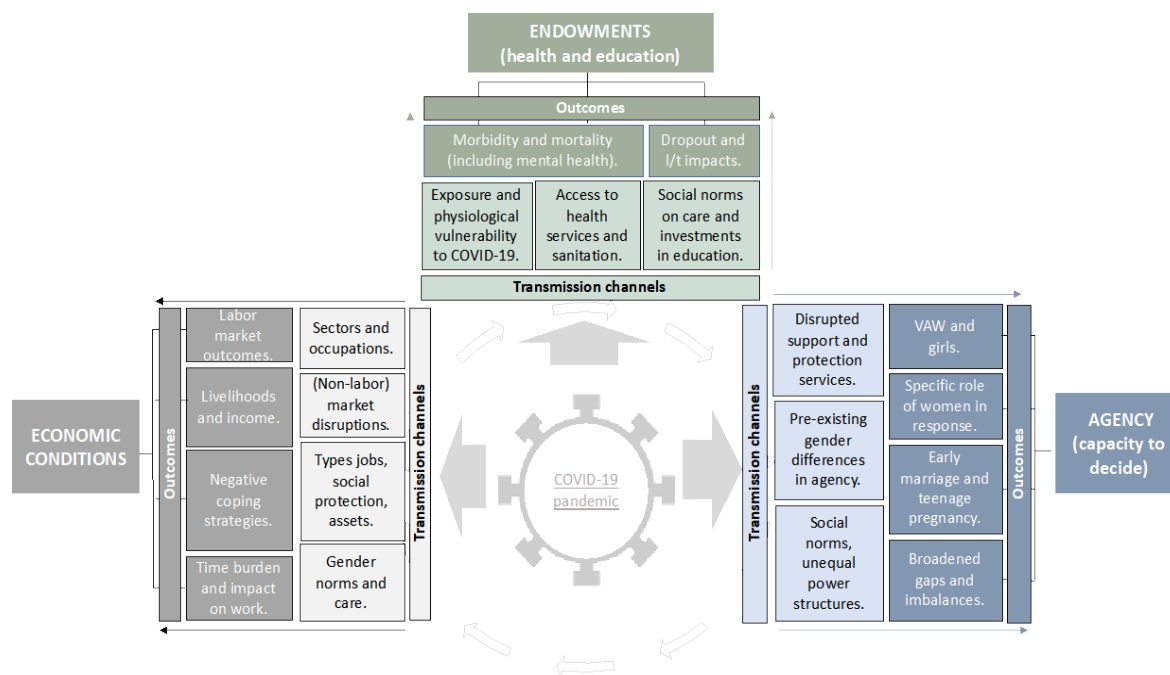 ENDOWMENTS
(health and education)
Outcomes
Morbidity and mortality
(including mental health).
Dropout and
l/t impacts.
Exposure and
physiological
vulnerability
to COVID-19.
Access to
health
services and
sanitation.
Social norms
on care and
investments
in education.
Transmission channels
ECONOMIC
CONDITIONS
Outcomes
Labor
market
outcomes.
Livelihoods
and income.
Negative
coping
strategies.
Time burden
and impact
on work.
Sectors and
occupations.
(Non-labor)
market
disruptions.
Types jobs,
social
protection,
assets.
Gender
norms and
care.
Transmission channels
COVID-19
pandemic
Transmission channels
Disrupted
support and
protection
services.
Pre-existing
gender
differences
in agency.
Social
norms,
unequal
power
structures.
VAW and
girls.
Specific role
of women in
response.
Early
marriage and
teenage
pregnancy.
Broadened
gaps and
imbalances.
Outcomes
AGENCY
(capacity to
decide)